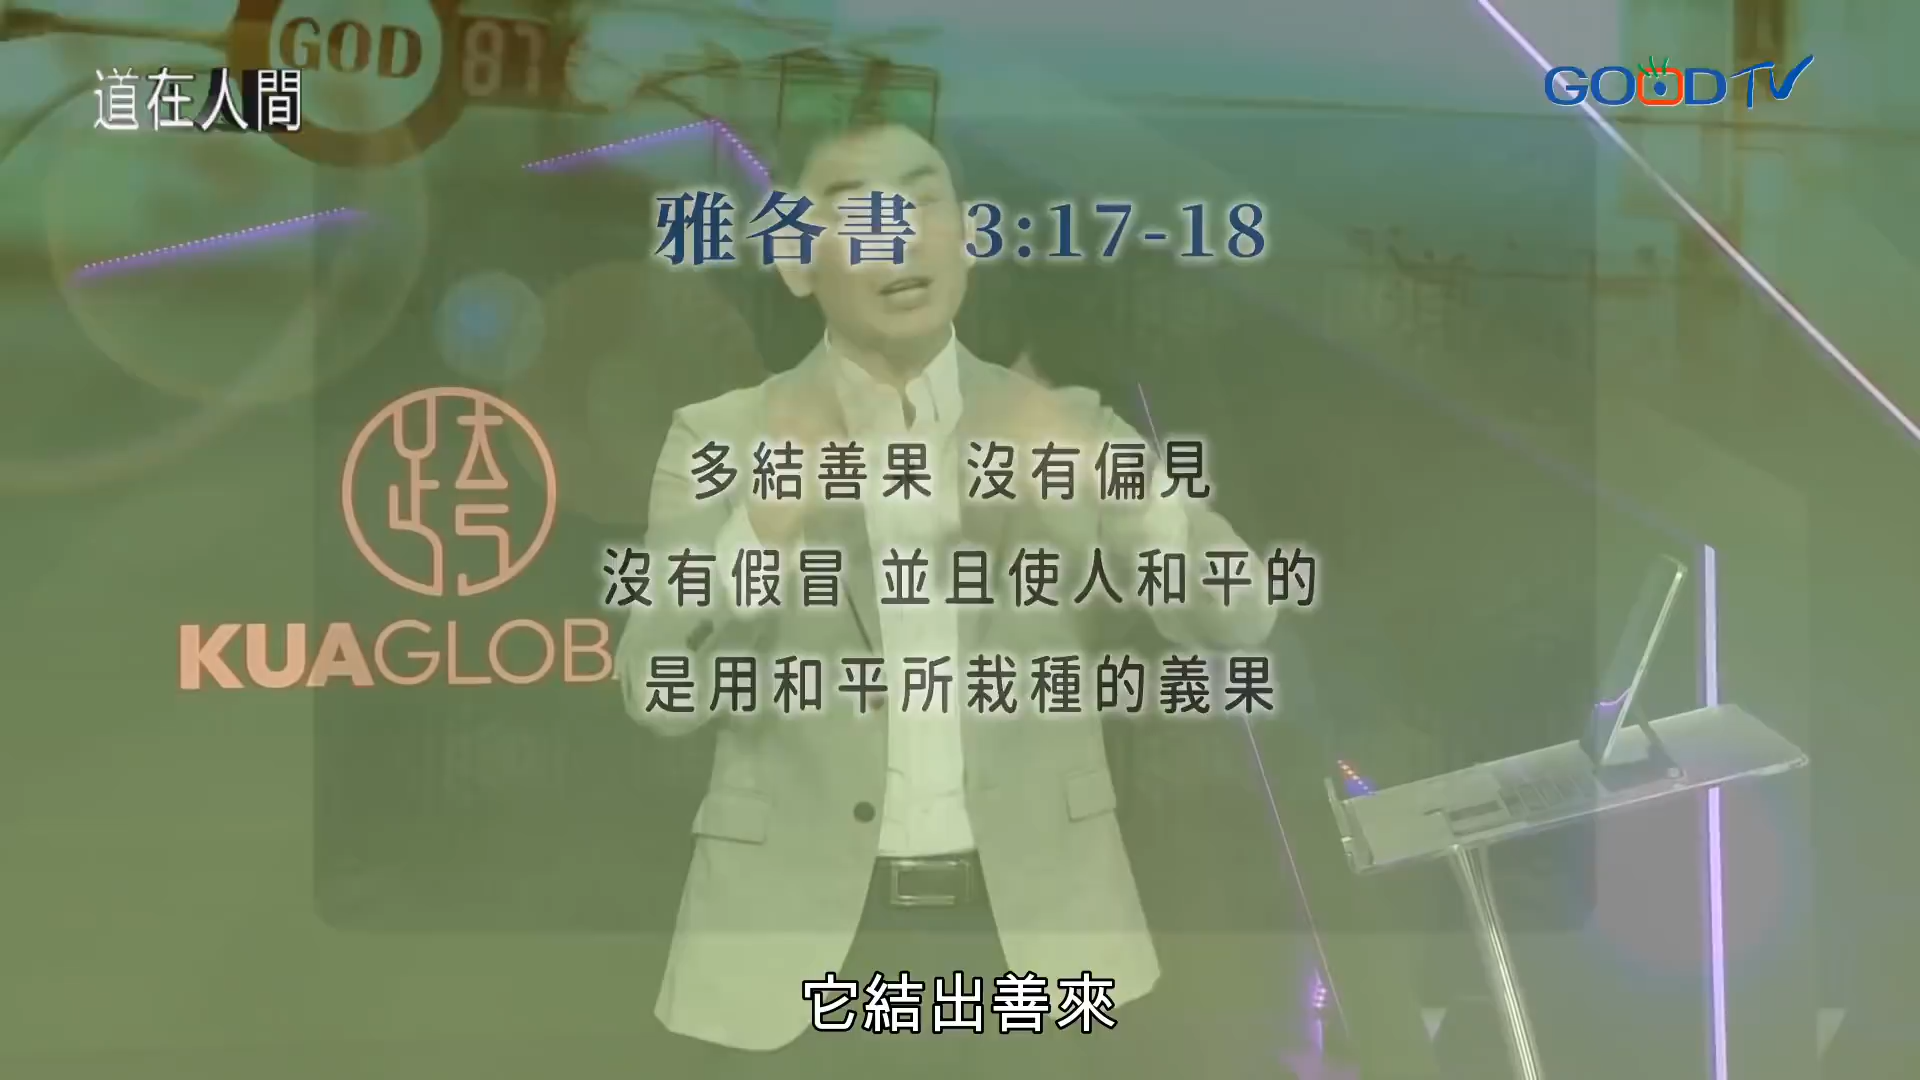 GOD 87
道在人間
GOODTV
雅各書 3:17-18
多結善果 沒有偏見
沒有假冒 並且使人和平的
是用和平所栽種的義果
跨
KUAGLOB
它結出善來